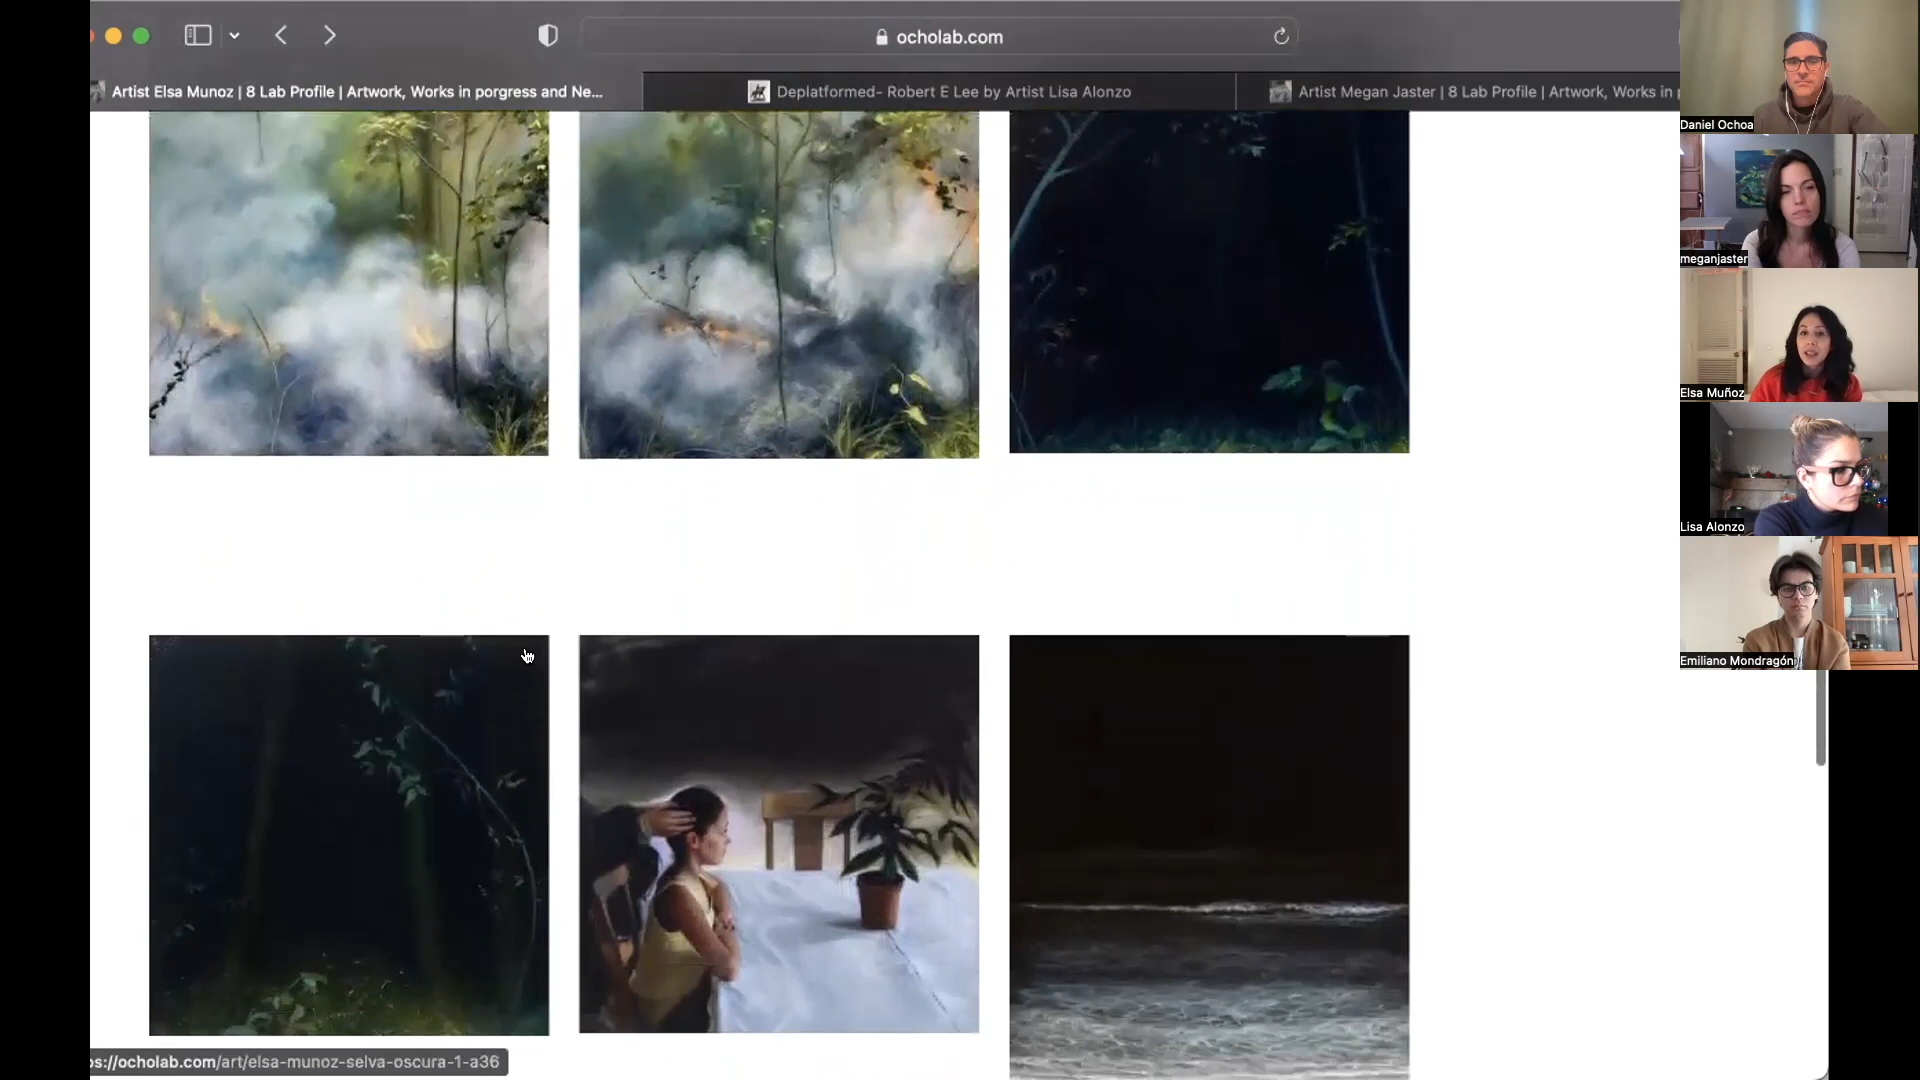 ocholab.com
Artist Elsa Munoz | 8 Lab Profile | Artwork, Works in porgress and Ne...
Deplatformed- Robert E Lee by Artist Lisa Alonzo
Artist Megan Jaster | 8 Lab Profile | Artwork, Works in
Daniel Ochoa
meganjaster
Elsa Muñoz
Lisa Alonzo
Emiliano Mondragón
ps://ocholab.com/art/elsa-munoz-selva-oscura-1-a36